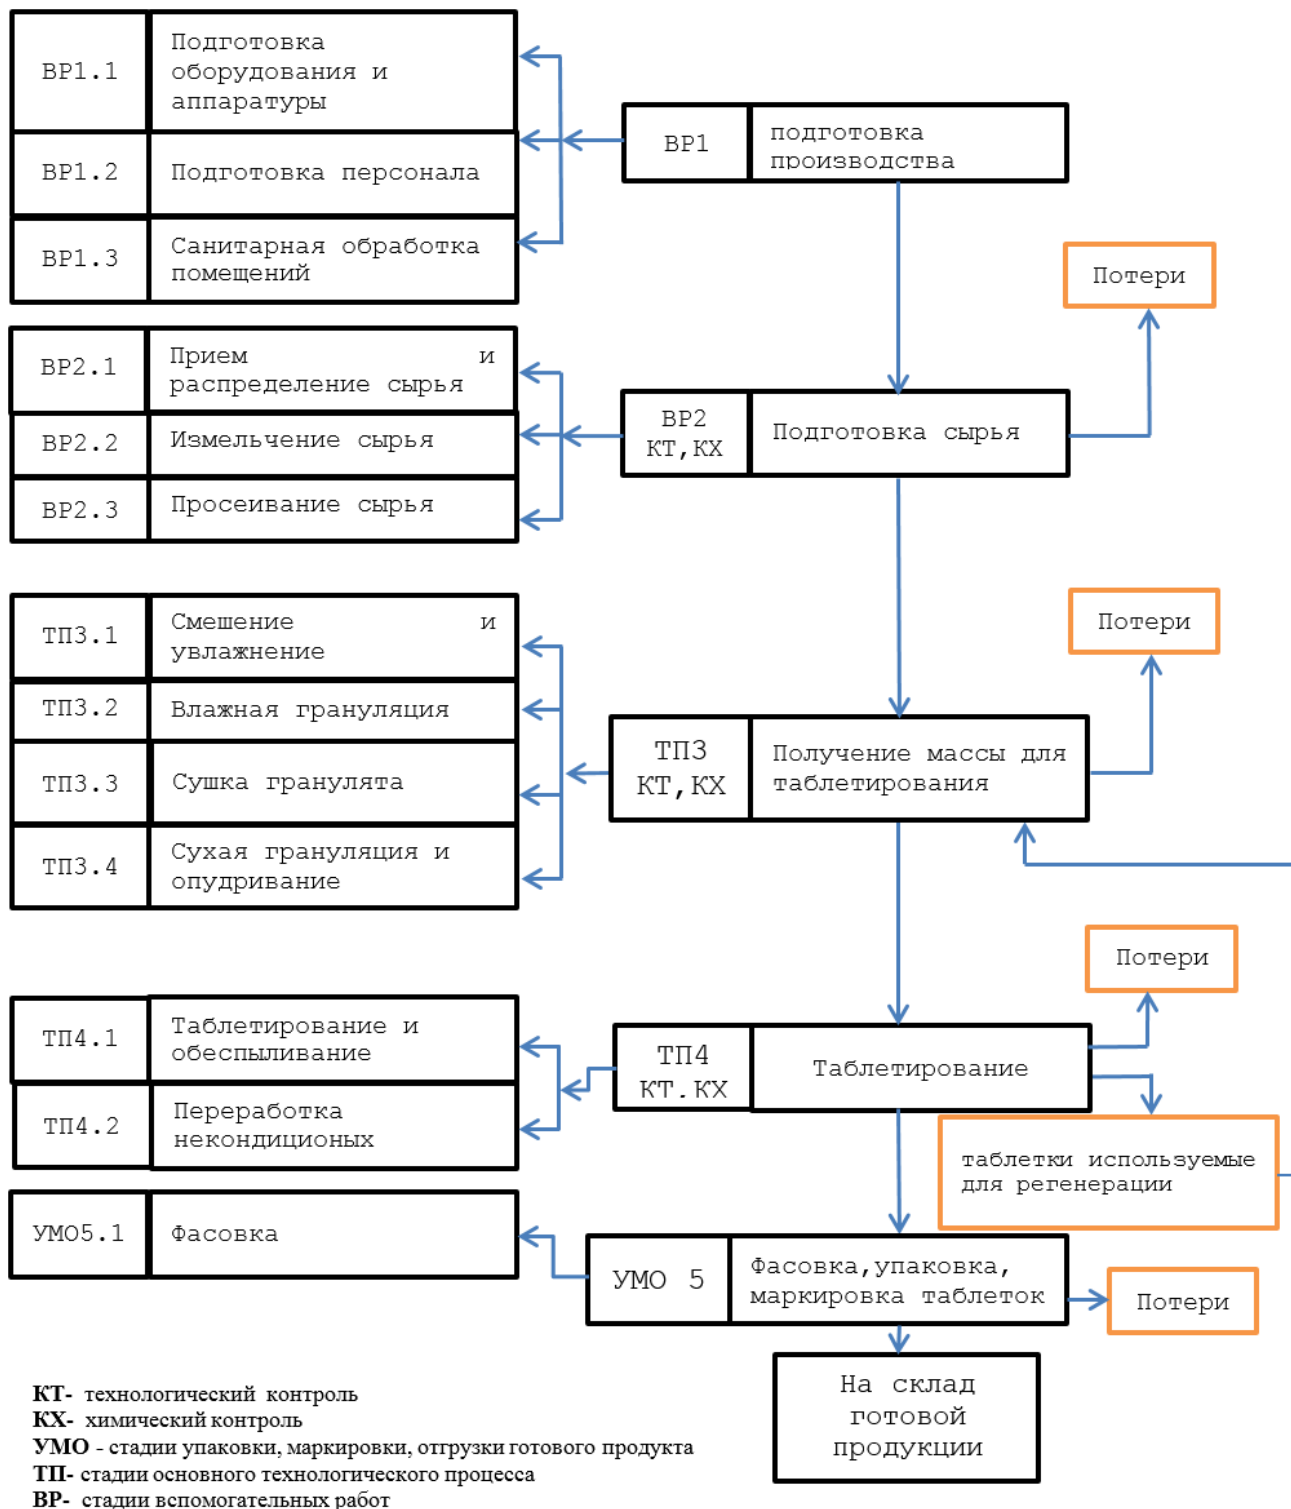 ВР1.1
Подготовка
оборудования и
аппаратуры
ВР1.2
Подготовка персонала
ВР1.3
Санитарная обработка
помещений
ВР1
подготовка
производства
Потери
ВР2.1
Прием и
распределение сырья
ВР2.2
Измельчение сырья
ВР2.3
Просеивание сырья
ВР2
КТ,КХ
Подготовка сырья
Потери
ТП3.1
Смешение и
увлажнение
ТП3.2
Влажная грануляция
ТП3.3
Сушка гранулята
ТП3.4
Сухая грануляция и
опудривание
ТП3
КТ,КХ
Получение массы для
таблетирования
Потери
ТП4.1
Таблетирование и
обеспыливание
ТП4.2
Переработка
некондиционых
ТП4
КТ.КХ
Таблетирование
таблетки используемые
для регенерации
УМО5.1
Фасовка
УМО 5
Фасовка,упаковка,
маркировка таблеток
Потери
На склад
готовой
продукции
КТ- технологический контроль
КХ- химический контроль
УМО - стадии упаковки, маркировки, отгрузки готового продукта
ТП- стадии основного технологического процесса
ВР- стадии вспомогательных работ